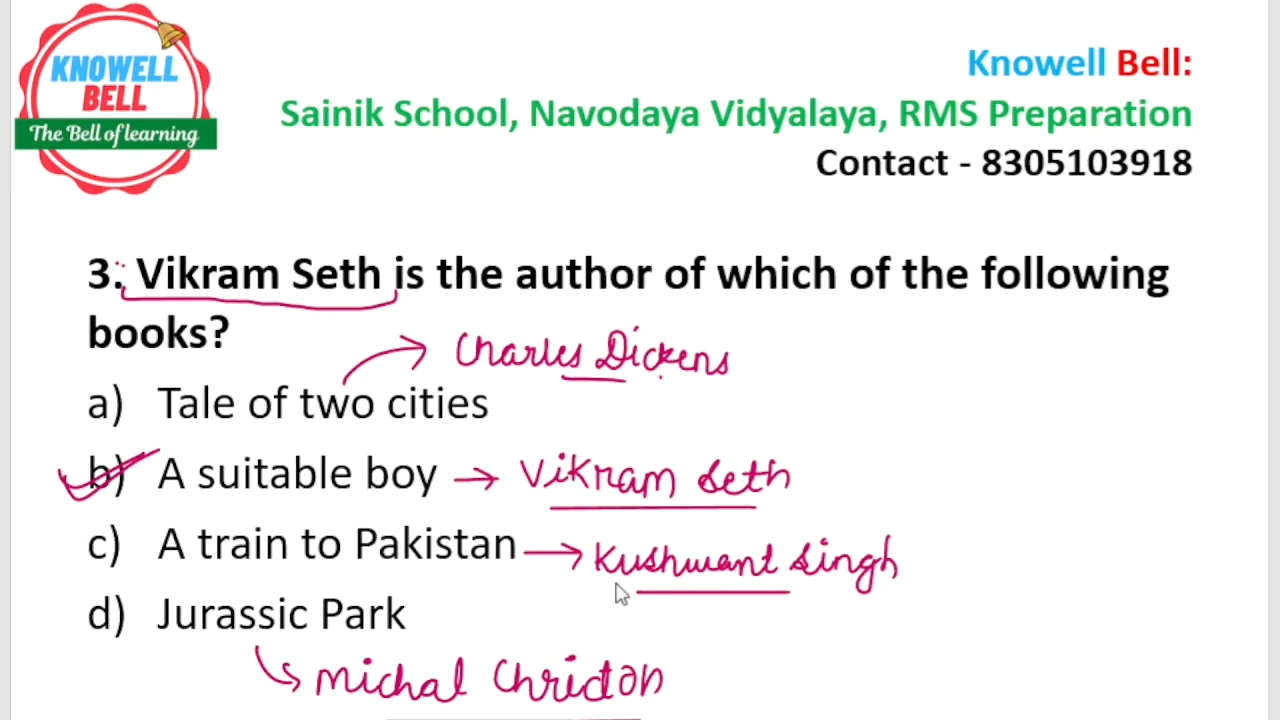 KNOWELL
BELL
The Bell of learning
Knowell Bell:
Sainik School, Navodaya Vidyalaya, RMS Preparation
Contact - 8305103918
3. Vikram Seth is the author of which of the following
books?
Charles Dickens
a) Tale of two cities
b) A suitable boy → Vikram Seth
c) A train to Pakistan → Kushwant Singh
d) Jurassic Park
Michal Chricton